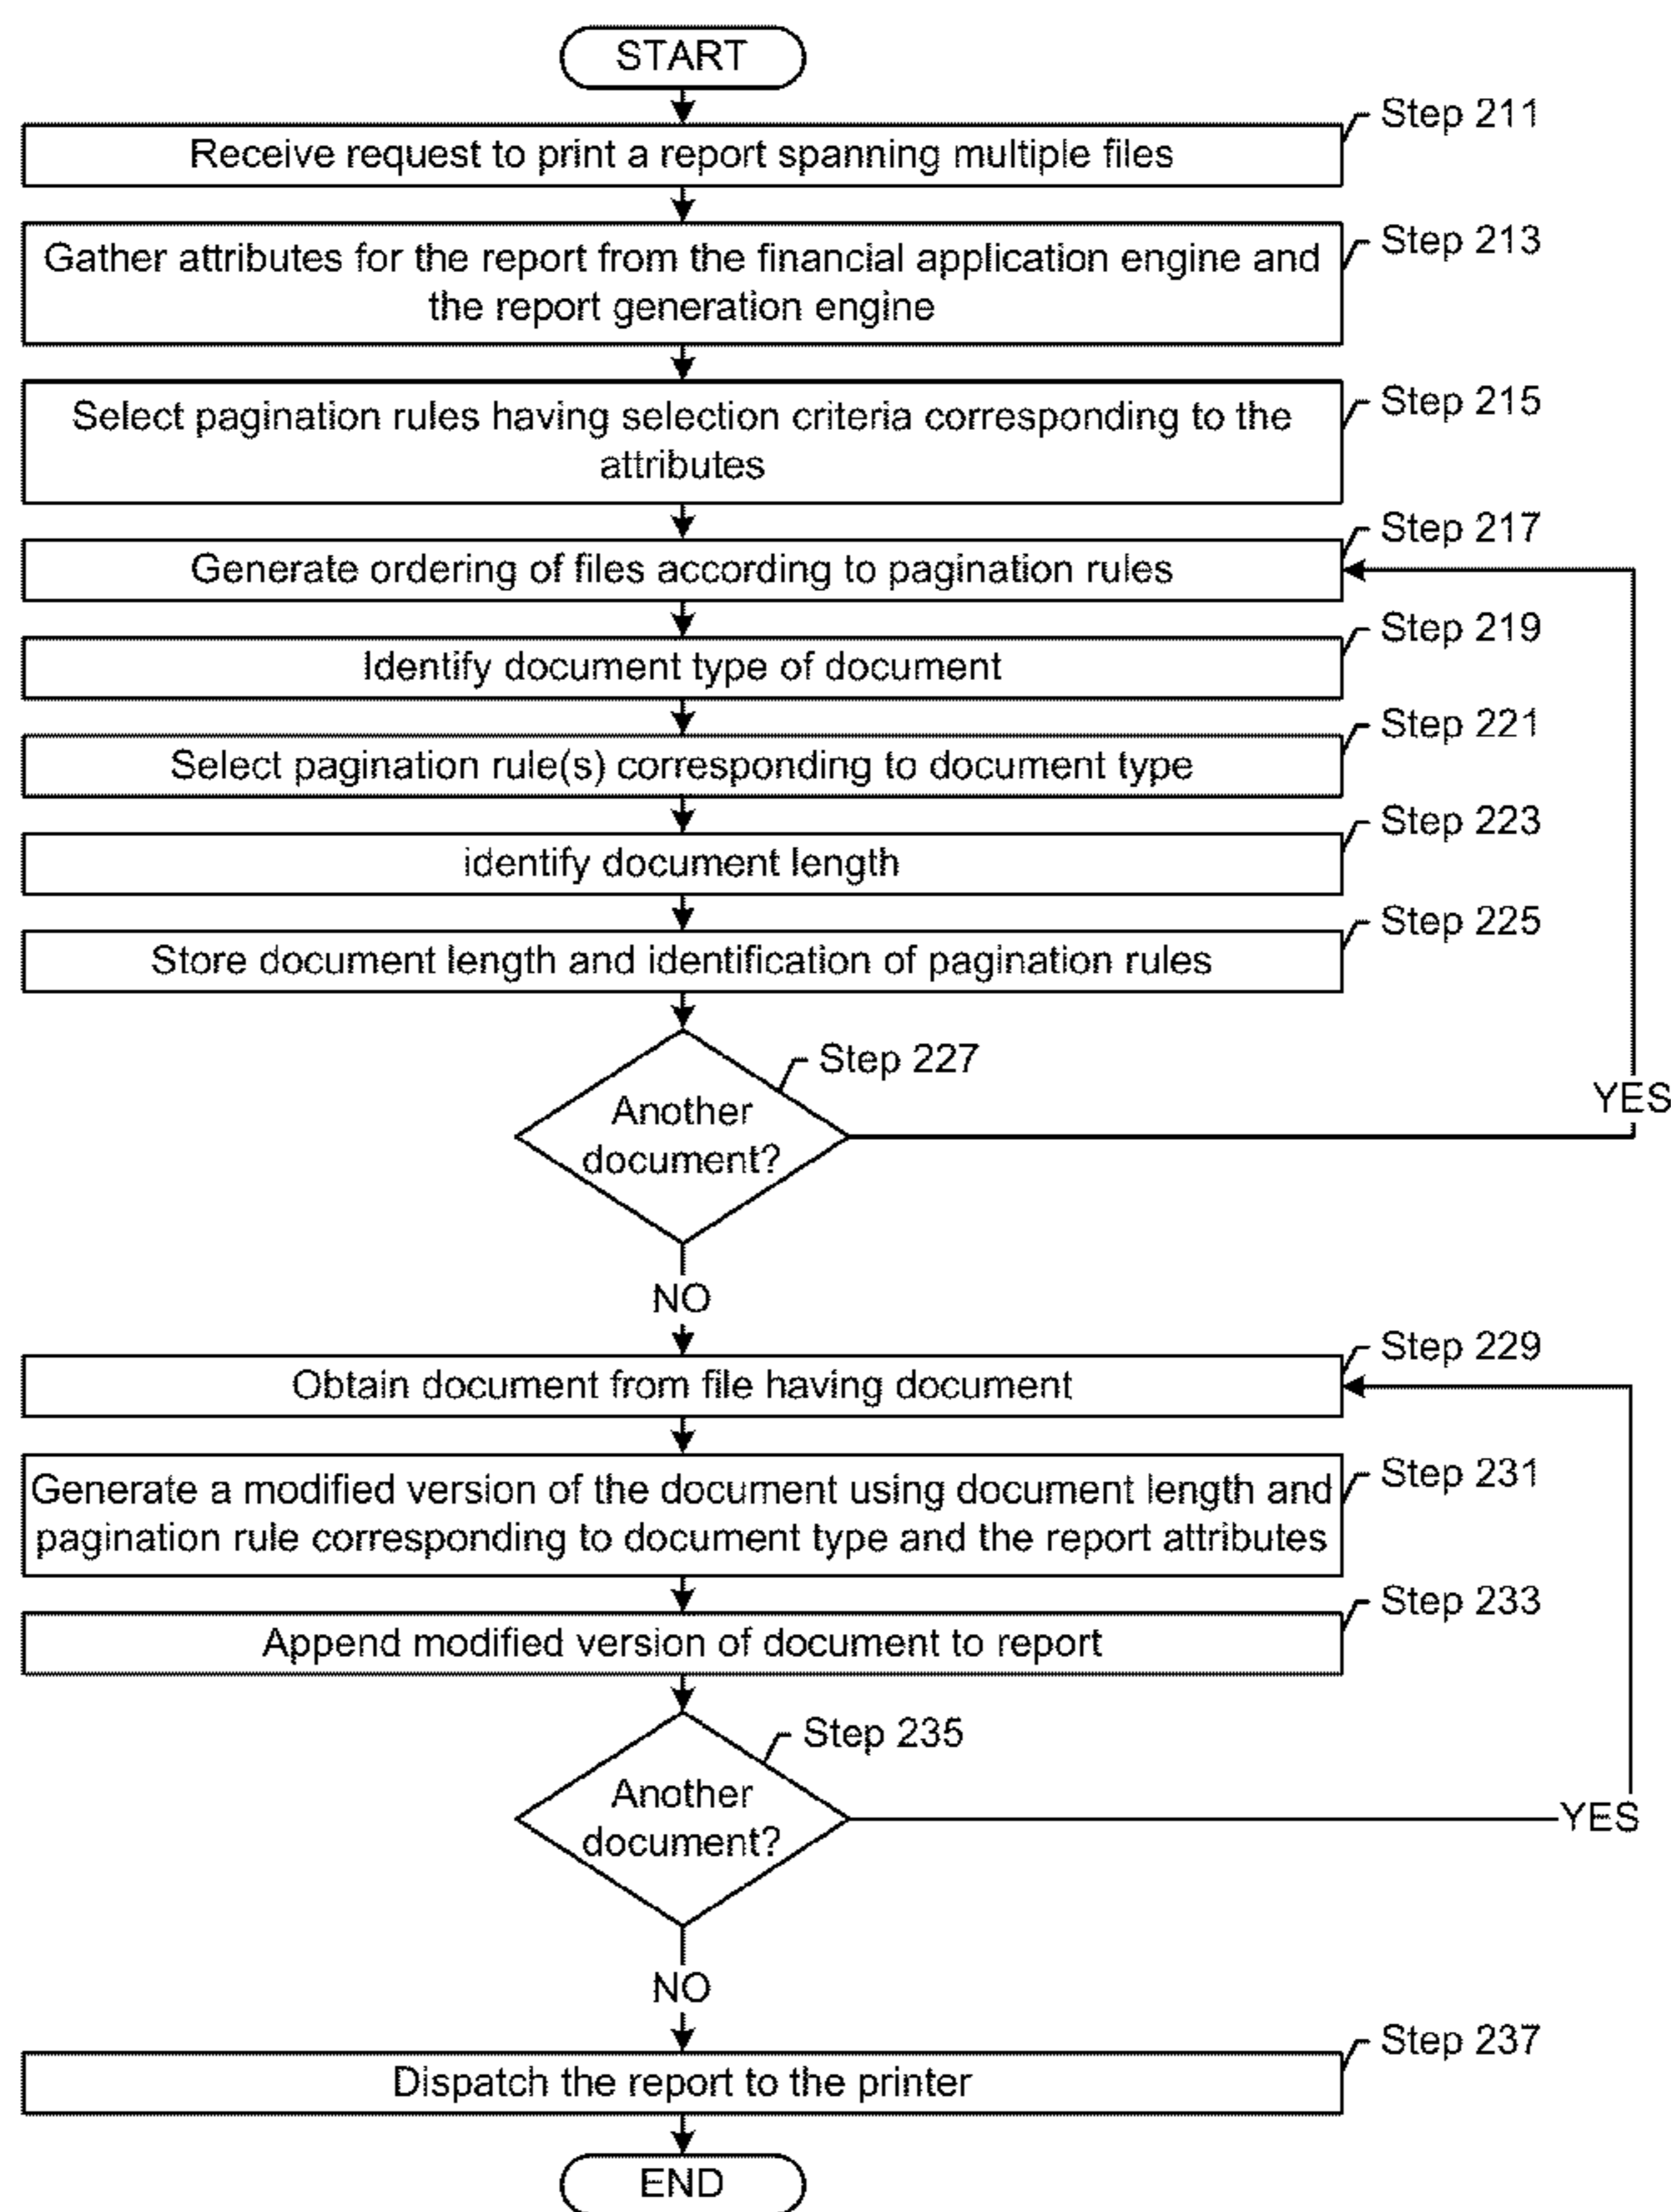 START
Step 211
Receive request to print a report spanning multiple files
Step 213
Gather attributes for the report from the financial application engine and
the report generation engine
Step 215
Select pagination rules having selection criteria corresponding to the
attributes
Step 217
Generate ordering of files according to pagination rules
Step 219
Identify document type of document
Step 221
Select pagination rule(s) corresponding to document type
Step 223
identify document length
Step 225
Store document length and identification of pagination rules
Step 227
Another
document?
YES
NO
Step 229
Obtain document from file having document
Step 231
Generate a modified version of the document using document length and
pagination rule corresponding to document type and the report attributes
Step 233
Append modified version of document to report
Step 235
Another
document?
YES
NO
Step 237
Dispatch the report to the printer
END